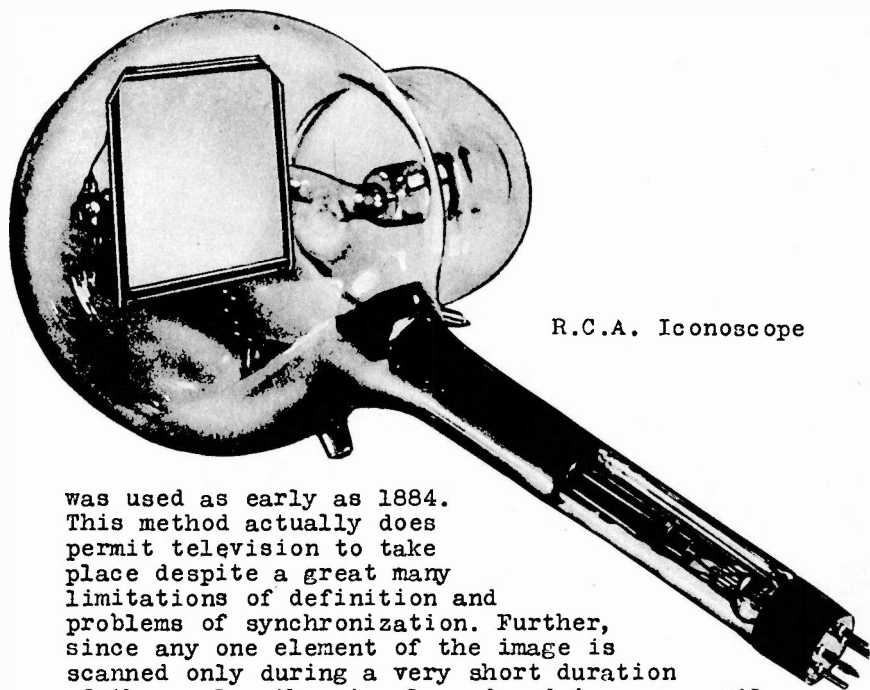 R.C.A. Iconoscope
was used as early as 1884.
This method actually does
permit television to take
place despite a great many
limitations of definition and
problems of synchronization. Further,
since any one element of the image is
scanned only during a very short duration